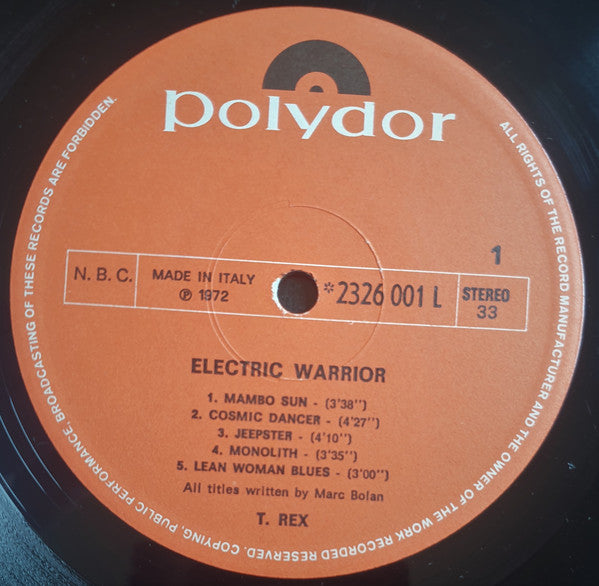 polydor
1
N. B. C.
MADE IN ITALY
℗ 1972
*2326 001 L
STEREO
33
ELECTRIC WARRIOR
1. MAMBO SUN - (3'38'')
2. COSMIC DANCER - (4'27'')
3. JEEPSTER - (4'10'')
4. MONOLITH - (3'35'')
5. LEAN WOMAN BLUES - (3'00'')
All titles written by Marc Bolan
T. REX
ALL RIGHTS OF THE RECORD MANUFACTURER AND THE OWNER OF THE WORK RECORDED RESERVED. COPYING, PUBLIC PERFORMANCE, BROADCASTING OF THESE RECORDS ARE FORBIDDEN.